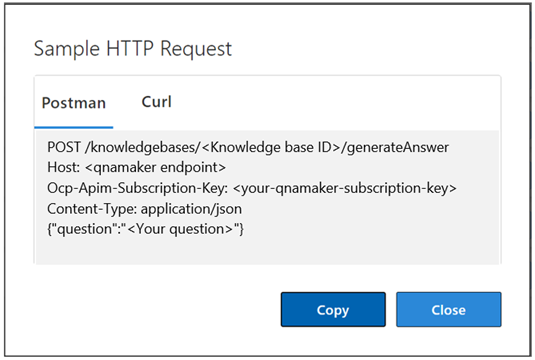 Sample HTTP Request
Postman Curl
POST /knowledgebases/<Knowledge base ID>/generateAnswer
Host: <qnamaker endpoint>
Ocp-Apim-Subscription-Key: <your-qnamaker-subscription-key>
Content-Type: application/json
{"question":"<Your question>"}
Copy Close